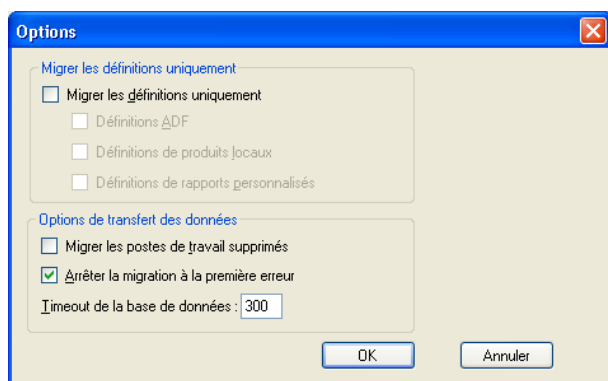 Options
Migrer les définitions uniquement
Migrer les définitions uniquement
Définitions ADF
Définitions de produits locaux
Définitions de rapports personnalisés
Options de transfert des données
Migrer les postes de travail supprimés
Arrêter la migration à la première erreur
Timeout de la base de données : 300
OK Annuler